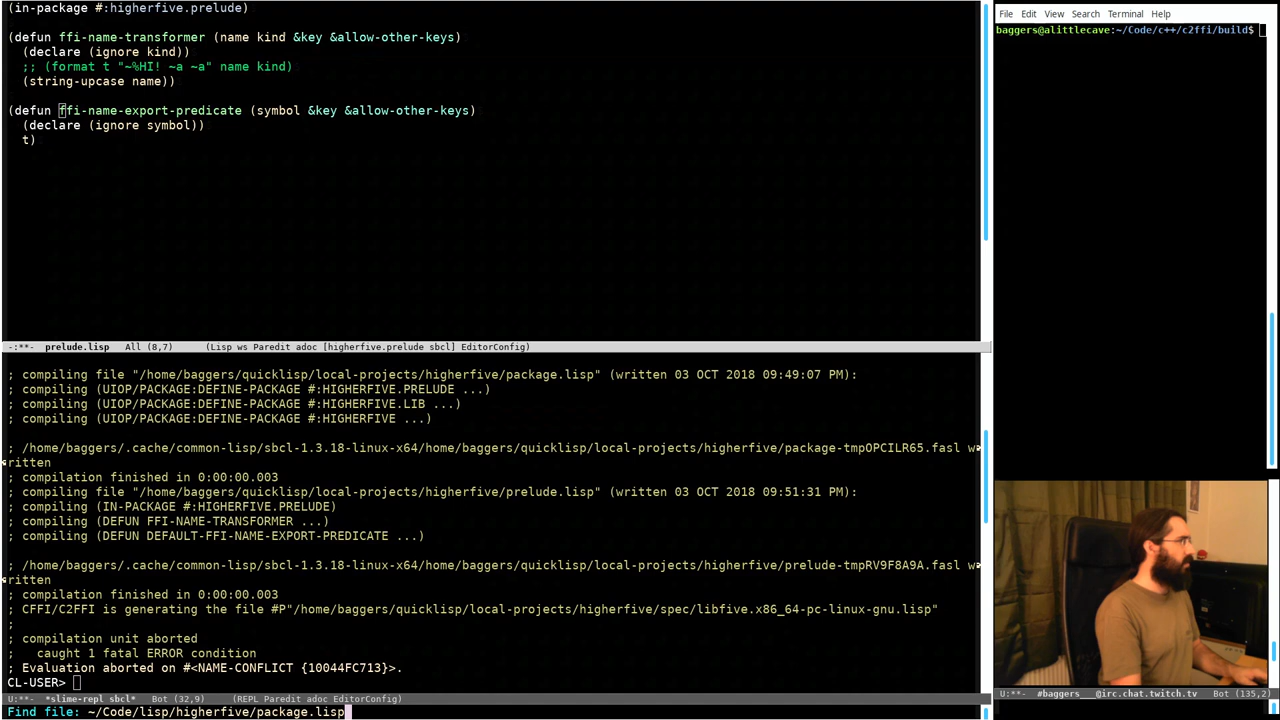 (in-package #:higherfive.prelude)
(defun ffi-name-transformer (name kind &key &allow-other-keys)
(declare (ignore kind))
;; (format t "~%HI! ~a ~a" name kind)
(string-upcase name))
(defun ffi-name-export-predicate (symbol &key &allow-other-keys)
(declare (ignore symbol))
t)
-:**-  prelude.lisp   All (8,7)     (Lisp ws Paredit adoc [higherfive.prelude sbcl] EditorConfig)
; compiling file "/home/baggers/quicklisp/local-projects/higherfive/package.lisp" (written 03 OCT 2018 09:49:07 PM):
; compiling (UIOP/PACKAGE:DEFINE-PACKAGE #:HIGHERFIVE.PRELUDE ...)
; compiling (UIOP/PACKAGE:DEFINE-PACKAGE #:HIGHERFIVE.LIB ...)
; compiling (UIOP/PACKAGE:DEFINE-PACKAGE #:HIGHERFIVE ...)
; /home/baggers/.cache/common-lisp/sbcl-1.3.18-linux-x64/home/baggers/quicklisp/local-projects/higherfive/package-tmpOPCILR65.fasl w
ritten
; compilation finished in 0:00:00.003
; compiling file "/home/baggers/quicklisp/local-projects/higherfive/prelude.lisp" (written 03 OCT 2018 09:51:31 PM):
; compiling (IN-PACKAGE #:HIGHERFIVE.PRELUDE)
; compiling (DEFUN FFI-NAME-TRANSFORMER ...)
; compiling (DEFUN DEFAULT-FFI-NAME-EXPORT-PREDICATE ...)
; /home/baggers/.cache/common-lisp/sbcl-1.3.18-linux-x64/home/baggers/quicklisp/local-projects/higherfive/prelude-tmpRV9F8A9A.fasl w
ritten
; compilation finished in 0:00:00.003
; CFFI/C2FFI is generating the file #P"/home/baggers/quicklisp/local-projects/higherfive/spec/libfive.x86_64-pc-linux-gnu.lisp"
;
; compilation unit aborted
;   caught 1 fatal ERROR condition
; Evaluation aborted on #<NAME-CONFLICT {10044FC713}>.
CL-USER>
U:**-  *slime-repl sbcl*   Bot (32,9)     (REPL Paredit adoc EditorConfig)
Find file: ~/Code/lisp/higherfive/package.lisp
File Edit View Search Terminal Help
baggers@alittlecave:~/Code/c++/c2ffi/build$
U:**-  #baggers___@irc.chat.twitch.tv   Bot (135,2)